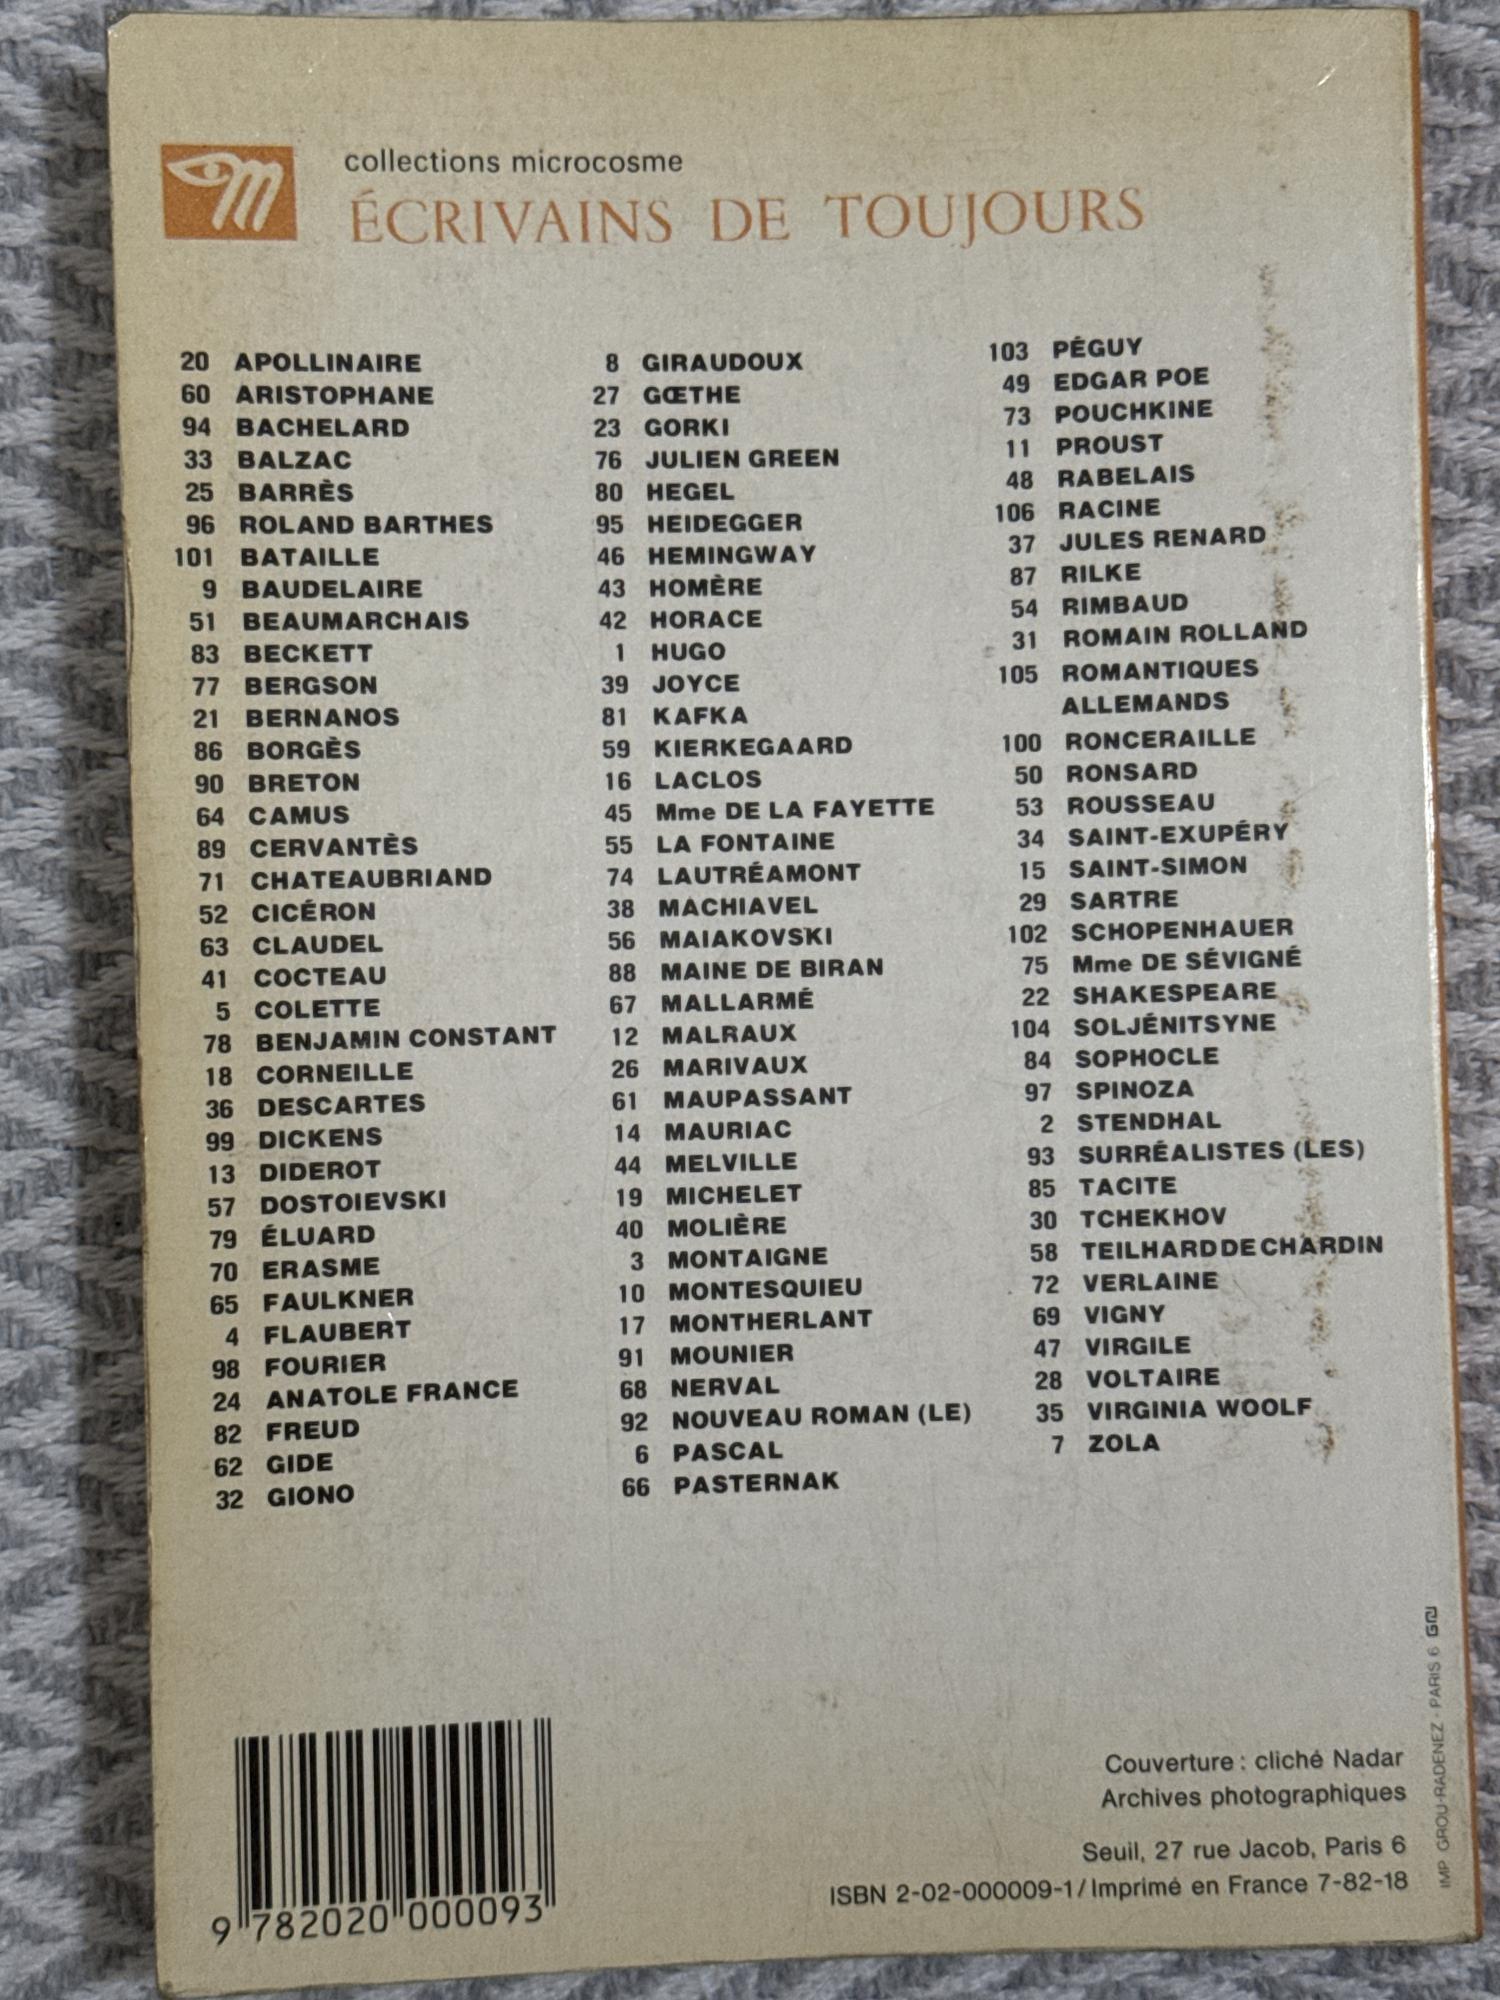 collections microcosme
ÉCRIVAINS DE TOUJOURS
20 APOLLINAIRE
60 ARISTOPHANE
94 BACHELARD
33 BALZAC
25 BARRÈS
96 ROLAND BARTHES
101 BATAILLE
9 BAUDELAIRE
51 BEAUMARCHAIS
83 BECKETT
77 BERGSON
21 BERNANOS
86 BORGÈS
90 BRETON
64 CAMUS
89 CERVANTÈS
71 CHATEAUBRIAND
52 CICÉRON
63 CLAUDEL
41 COCTEAU
5 COLETTE
78 BENJAMIN CONSTANT
18 CORNEILLE
36 DESCARTES
99 DICKENS
13 DIDEROT
57 DOSTOIEVSKI
79 ÉLUARD
70 ERASME
65 FAULKNER
4 FLAUBERT
98 FOURIER
24 ANATOLE FRANCE
82 FREUD
62 GIDE
32 GIONO
8 GIRAUDOUX
27 GŒTHE
23 GORKI
76 JULIEN GREEN
80 HEGEL
95 HEIDEGGER
46 HEMINGWAY
43 HOMÈRE
42 HORACE
1 HUGO
39 JOYCE
81 KAFKA
59 KIERKEGAARD
16 LACLOS
45 Mme DE LA FAYETTE
55 LA FONTAINE
74 LAUTRÉAMONT
38 MACHIAVEL
56 MAIAKOVSKI
88 MAINE DE BIRAN
67 MALLARMÉ
12 MALRAUX
26 MARIVAUX
61 MAUPASSANT
14 MAURIAC
44 MELVILLE
19 MICHELET
40 MOLIÈRE
3 MONTAIGNE
10 MONTESQUIEU
17 MONTHERLANT
91 MOUNIER
68 NERVAL
92 NOUVEAU ROMAN (LE)
6 PASCAL
66 PASTERNAK
103 PÉGUY
49 EDGAR POE
73 POUCHKINE
11 PROUST
48 RABELAIS
106 RACINE
37 JULES RENARD
87 RILKE
54 RIMBAUD
31 ROMAIN ROLLAND
105 ROMANTIQUES
ALLEMANDS
100 RONCERAILLE
50 RONSARD
53 ROUSSEAU
34 SAINT-EXUPÉRY
15 SAINT-SIMON
29 SARTRE
102 SCHOPENHAUER
75 Mme DE SÉVIGNÉ
22 SHAKESPEARE
104 SOLJÉNITSYNE
84 SOPHOCLE
97 SPINOZA
2 STENDHAL
93 SURRÉALISTES (LES)
85 TACITE
30 TCHEKHOV
58 TEILHARD DE CHARDIN
72 VERLAINE
69 VIGNY
47 VIRGILE
28 VOLTAIRE
35 VIRGINIA WOOLF
7 ZOLA
9 782020 000093
Couverture : cliché Nadar
Archives photographiques
Seuil, 27 rue Jacob, Paris 6
ISBN 2-02-000009-1 / Imprimé en France 7-82-18
IMP GROU-RADENEZ - PARIS 6